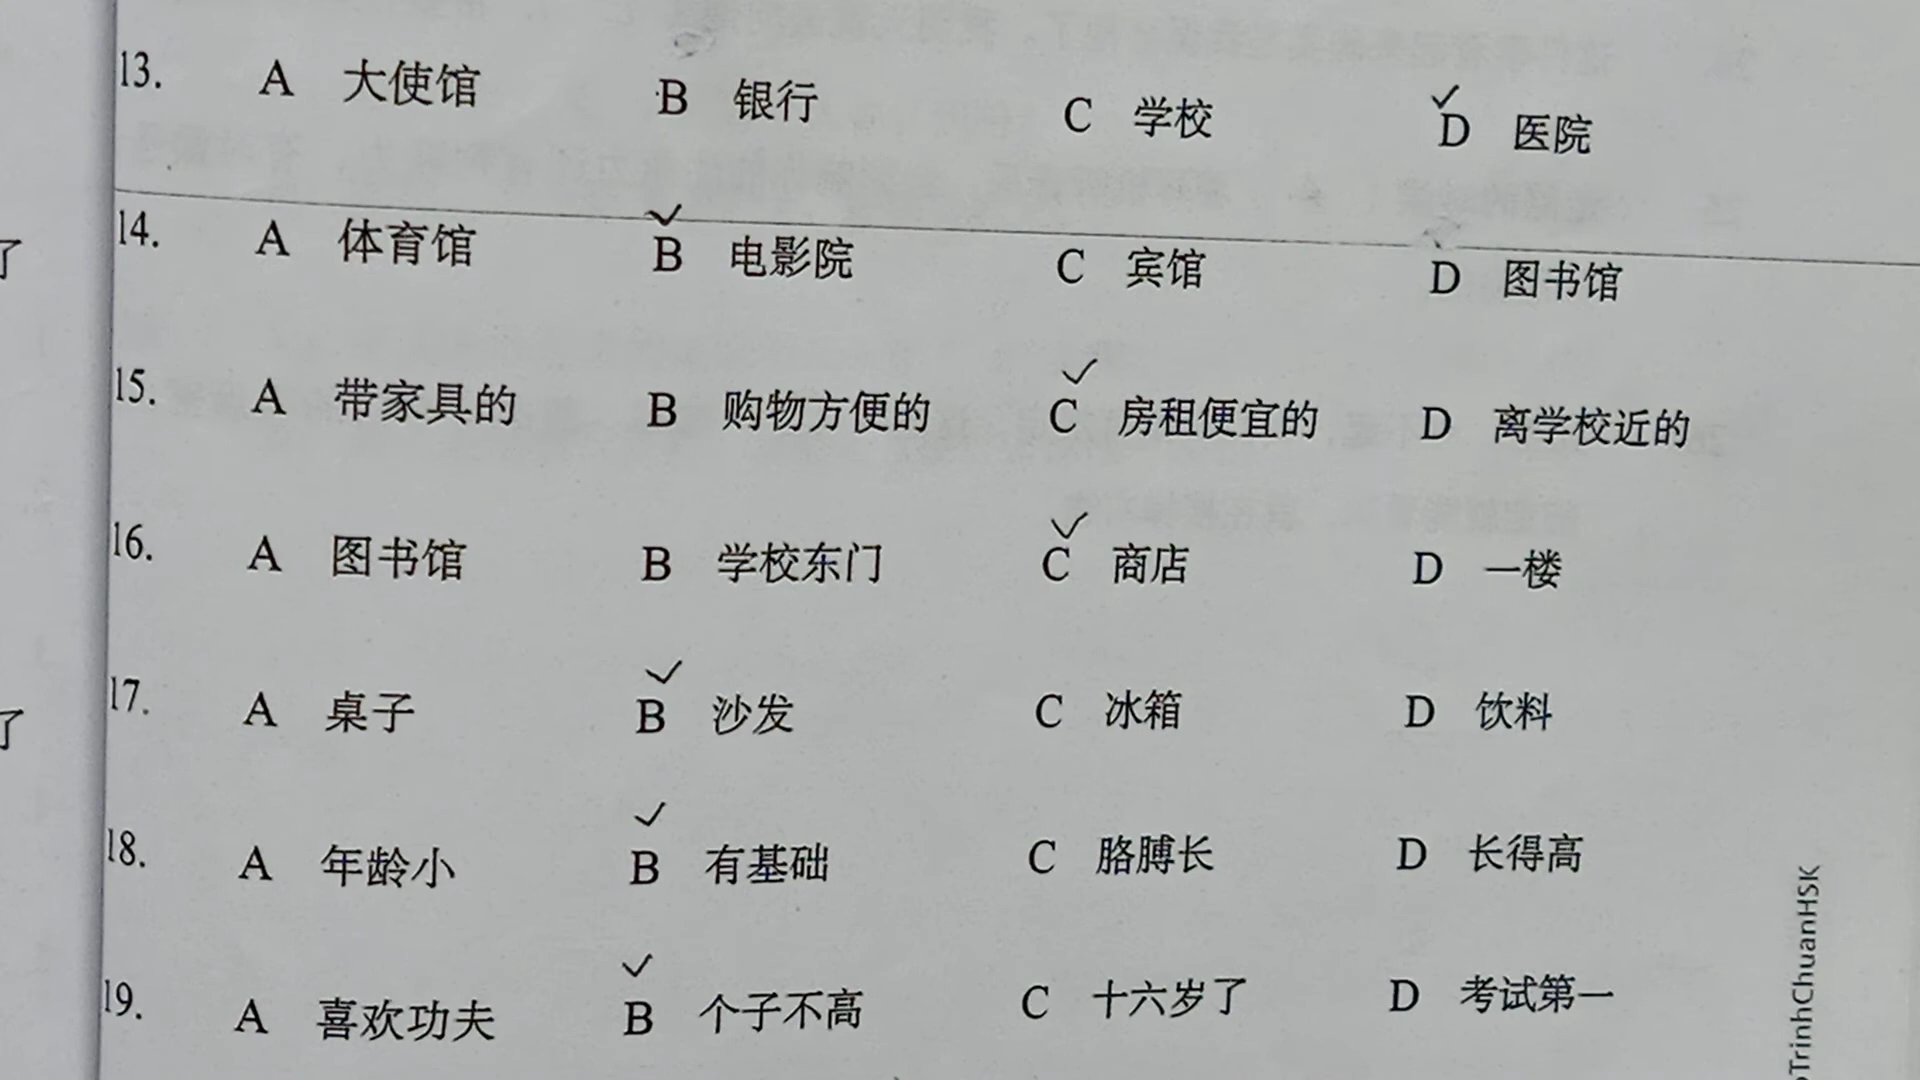 13. A 大使馆 B 银行 C 学校 D 医院
14. A 体育馆 B 电影院 C 宾馆 D 图书馆
15. A 带家具的 B 购物方便的 C 房租便宜的 D 离学校近的
16. A 图书馆 B 学校东门 C 商店 D 一楼
17. A 桌子 B 沙发 C 冰箱 D 饮料
18. A 年龄小 B 有基础 C 胳膊长 D 长得高
19. A 喜欢功夫 B 个子不高 C 十六岁了 D 考试第一
了
了
TrinhChuanHSK